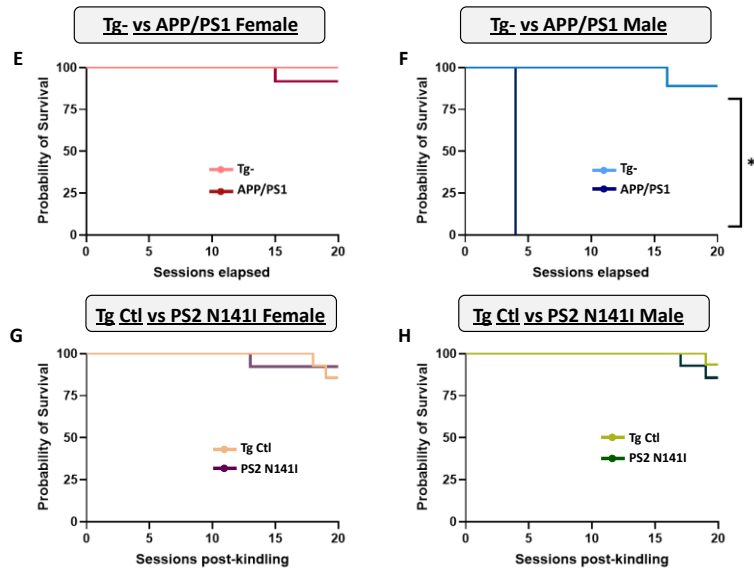 Tg- vs APP/PS1 Female
Tg- vs APP/PS1 Male
E
Probability of Survival
100
75
50
25
0
Tg-
APP/PS1
0 5 10 15 20
Sessions elapsed
F
Probability of Survival
100
75
50
25
0
Tg-
APP/PS1
*
0 5 10 15 20
Sessions elapsed
Tg Ctl vs PS2 N141I Female
Tg Ctl vs PS2 N141I Male
G
Probability of Survival
100
75
50
25
0
Tg Ctl
PS2 N141I
0 5 10 15 20
Sessions post-kindling
H
Probability of Survival
100
75
50
25
0
Tg Ctl
PS2 N141I
0 5 10 15 20
Sessions post-kindling